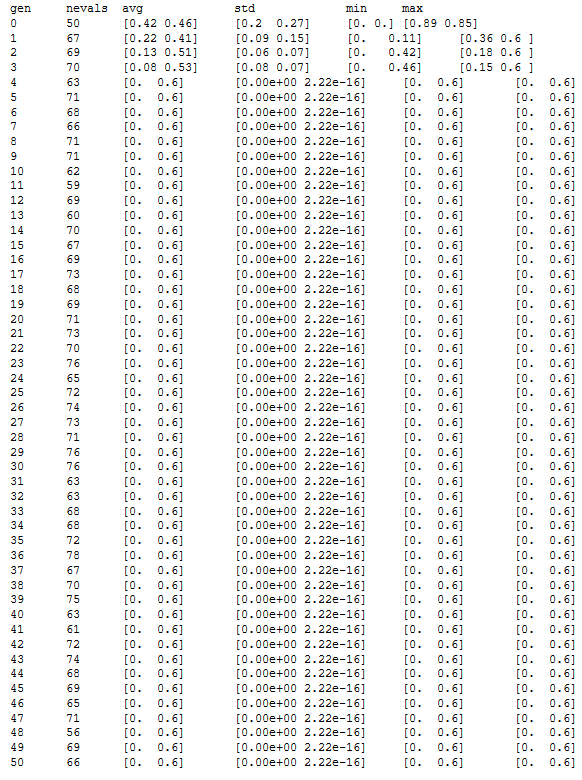 gen nevals avg std min max
0 50 [0.42 0.46] [0.2 0.27] [0. 0.] [0.89 0.85]
1 67 [0.22 0.41] [0.09 0.15] [0. 0.11] [0.36 0.6 ]
2 69 [0.13 0.51] [0.06 0.07] [0. 0.42] [0.18 0.6 ]
3 70 [0.08 0.53] [0.08 0.07] [0. 0.46] [0.15 0.6 ]
4 63 [0. 0.6] [0.00e+00 2.22e-16] [0. 0.6] [0. 0.6]
5 71 [0. 0.6] [0.00e+00 2.22e-16] [0. 0.6] [0. 0.6]
6 68 [0. 0.6] [0.00e+00 2.22e-16] [0. 0.6] [0. 0.6]
7 66 [0. 0.6] [0.00e+00 2.22e-16] [0. 0.6] [0. 0.6]
8 71 [0. 0.6] [0.00e+00 2.22e-16] [0. 0.6] [0. 0.6]
9 71 [0. 0.6] [0.00e+00 2.22e-16] [0. 0.6] [0. 0.6]
10 62 [0. 0.6] [0.00e+00 2.22e-16] [0. 0.6] [0. 0.6]
11 59 [0. 0.6] [0.00e+00 2.22e-16] [0. 0.6] [0. 0.6]
12 69 [0. 0.6] [0.00e+00 2.22e-16] [0. 0.6] [0. 0.6]
13 60 [0. 0.6] [0.00e+00 2.22e-16] [0. 0.6] [0. 0.6]
14 70 [0. 0.6] [0.00e+00 2.22e-16] [0. 0.6] [0. 0.6]
15 67 [0. 0.6] [0.00e+00 2.22e-16] [0. 0.6] [0. 0.6]
16 69 [0. 0.6] [0.00e+00 2.22e-16] [0. 0.6] [0. 0.6]
17 73 [0. 0.6] [0.00e+00 2.22e-16] [0. 0.6] [0. 0.6]
18 68 [0. 0.6] [0.00e+00 2.22e-16] [0. 0.6] [0. 0.6]
19 69 [0. 0.6] [0.00e+00 2.22e-16] [0. 0.6] [0. 0.6]
20 71 [0. 0.6] [0.00e+00 2.22e-16] [0. 0.6] [0. 0.6]
21 73 [0. 0.6] [0.00e+00 2.22e-16] [0. 0.6] [0. 0.6]
22 70 [0. 0.6] [0.00e+00 2.22e-16] [0. 0.6] [0. 0.6]
23 76 [0. 0.6] [0.00e+00 2.22e-16] [0. 0.6] [0. 0.6]
24 65 [0. 0.6] [0.00e+00 2.22e-16] [0. 0.6] [0. 0.6]
25 72 [0. 0.6] [0.00e+00 2.22e-16] [0. 0.6] [0. 0.6]
26 74 [0. 0.6] [0.00e+00 2.22e-16] [0. 0.6] [0. 0.6]
27 73 [0. 0.6] [0.00e+00 2.22e-16] [0. 0.6] [0. 0.6]
28 71 [0. 0.6] [0.00e+00 2.22e-16] [0. 0.6] [0. 0.6]
29 76 [0. 0.6] [0.00e+00 2.22e-16] [0. 0.6] [0. 0.6]
30 76 [0. 0.6] [0.00e+00 2.22e-16] [0. 0.6] [0. 0.6]
31 63 [0. 0.6] [0.00e+00 2.22e-16] [0. 0.6] [0. 0.6]
32 63 [0. 0.6] [0.00e+00 2.22e-16] [0. 0.6] [0. 0.6]
33 68 [0. 0.6] [0.00e+00 2.22e-16] [0. 0.6] [0. 0.6]
34 68 [0. 0.6] [0.00e+00 2.22e-16] [0. 0.6] [0. 0.6]
35 72 [0. 0.6] [0.00e+00 2.22e-16] [0. 0.6] [0. 0.6]
36 78 [0. 0.6] [0.00e+00 2.22e-16] [0. 0.6] [0. 0.6]
37 67 [0. 0.6] [0.00e+00 2.22e-16] [0. 0.6] [0. 0.6]
38 70 [0. 0.6] [0.00e+00 2.22e-16] [0. 0.6] [0. 0.6]
39 75 [0. 0.6] [0.00e+00 2.22e-16] [0. 0.6] [0. 0.6]
40 63 [0. 0.6] [0.00e+00 2.22e-16] [0. 0.6] [0. 0.6]
41 61 [0. 0.6] [0.00e+00 2.22e-16] [0. 0.6] [0. 0.6]
42 72 [0. 0.6] [0.00e+00 2.22e-16] [0. 0.6] [0. 0.6]
43 74 [0. 0.6] [0.00e+00 2.22e-16] [0. 0.6] [0. 0.6]
44 68 [0. 0.6] [0.00e+00 2.22e-16] [0. 0.6] [0. 0.6]
45 69 [0. 0.6] [0.00e+00 2.22e-16] [0. 0.6] [0. 0.6]
46 65 [0. 0.6] [0.00e+00 2.22e-16] [0. 0.6] [0. 0.6]
47 71 [0. 0.6] [0.00e+00 2.22e-16] [0. 0.6] [0. 0.6]
48 56 [0. 0.6] [0.00e+00 2.22e-16] [0. 0.6] [0. 0.6]
49 69 [0. 0.6] [0.00e+00 2.22e-16] [0. 0.6] [0. 0.6]
50 66 [0. 0.6] [0.00e+00 2.22e-16] [0. 0.6] [0. 0.6]